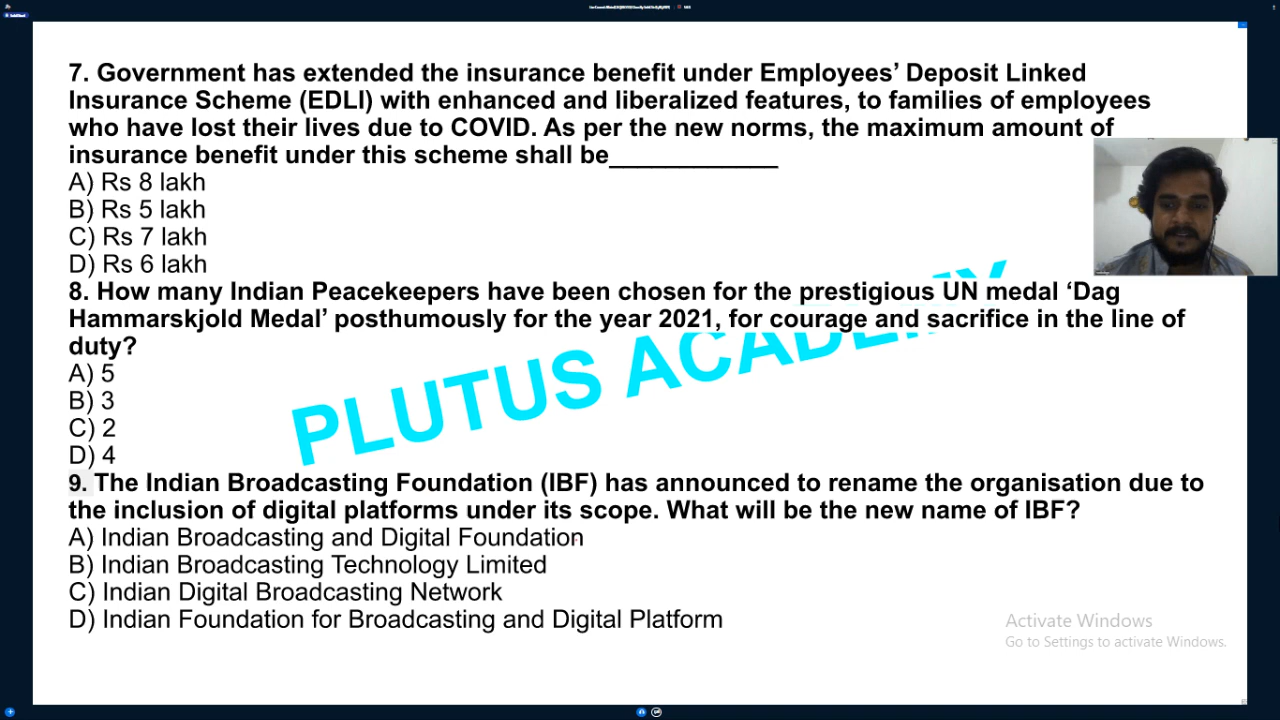 7. Government has extended the insurance benefit under Employees’ Deposit Linked
Insurance Scheme (EDLI) with enhanced and liberalized features, to families of employees
who have lost their lives due to COVID. As per the new norms, the maximum amount of
insurance benefit under this scheme shall be____________
A) Rs 8 lakh
B) Rs 5 lakh
C) Rs 7 lakh
D) Rs 6 lakh
8. How many Indian Peacekeepers have been chosen for the prestigious UN medal ‘Dag
Hammarskjold Medal’ posthumously for the year 2021, for courage and sacrifice in the line of
duty?
A) 5
B) 3
C) 2
D) 4
PLUTUS ACADEMY
9. The Indian Broadcasting Foundation (IBF) has announced to rename the organisation due to
the inclusion of digital platforms under its scope. What will be the new name of IBF?
A) Indian Broadcasting and Digital Foundation
B) Indian Broadcasting Technology Limited
C) Indian Digital Broadcasting Network
D) Indian Foundation for Broadcasting and Digital Platform
Activate Windows
Go to Settings to activate Windows.